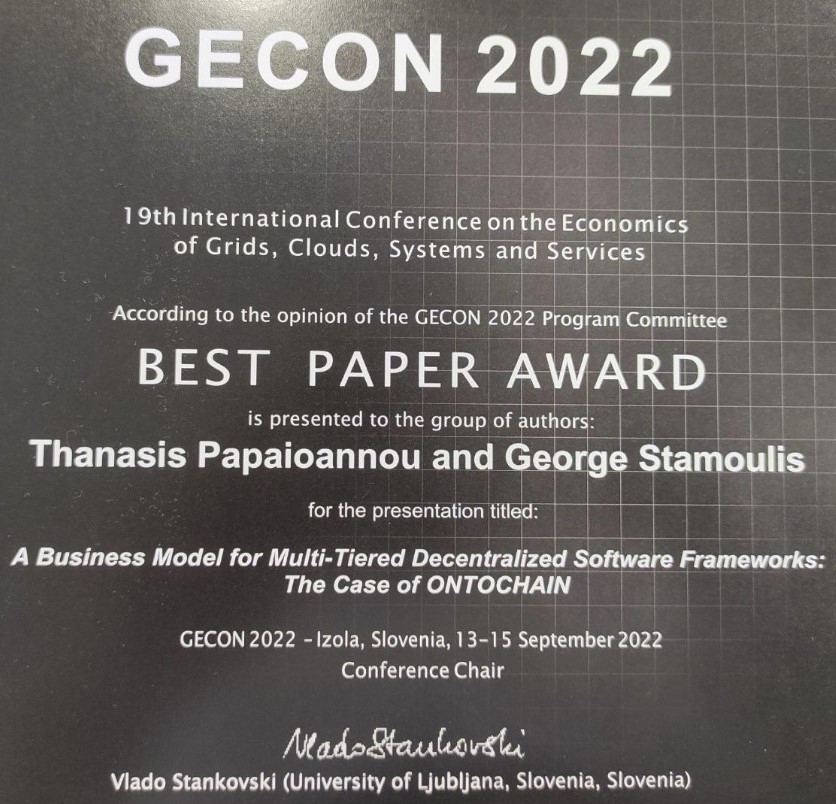 GECON 2022
19th International Conference on the Economics
of Grids, Clouds, Systems and Services
According to the opinion of the GECON 2022 Program Committee
BEST PAPER AWARD
is presented to the group of authors:
Thanasis Papaioannou and George Stamoulis
for the presentation titled:
A Business Model for Multi-Tiered Decentralized Software Frameworks:
The Case of ONTOCHAIN
GECON 2022 – Izola, Slovenia, 13–15 September 2022
Conference Chair
Vlado Stankovski
Vlado Stankovski (University of Ljubljana, Slovenia, Slovenia)